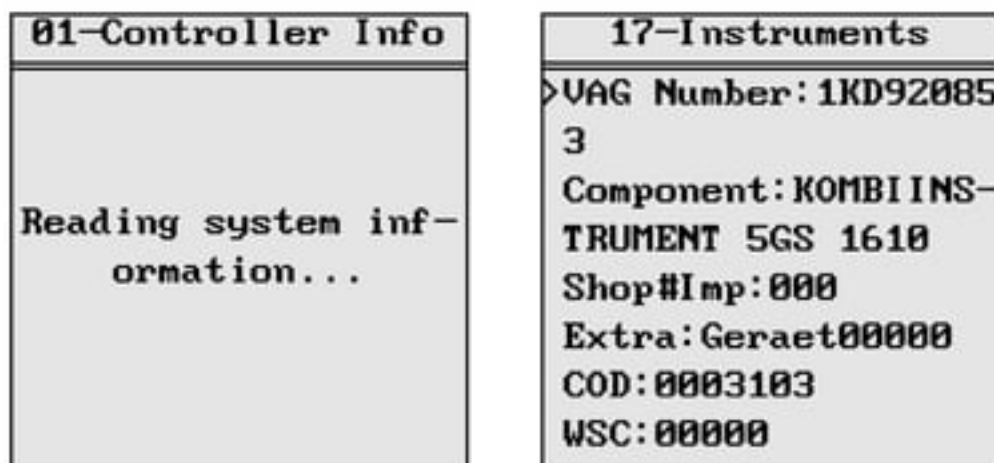 01-Controller Info
Reading system inf-
ormation...
17-Instruments
>VAG Number:1KD92085
3
Component:KOMBIINS-
TRUMENT 5GS 1610
Shop#Imp:000
Extra:Geraet00000
COD:0003103
WSC:00000